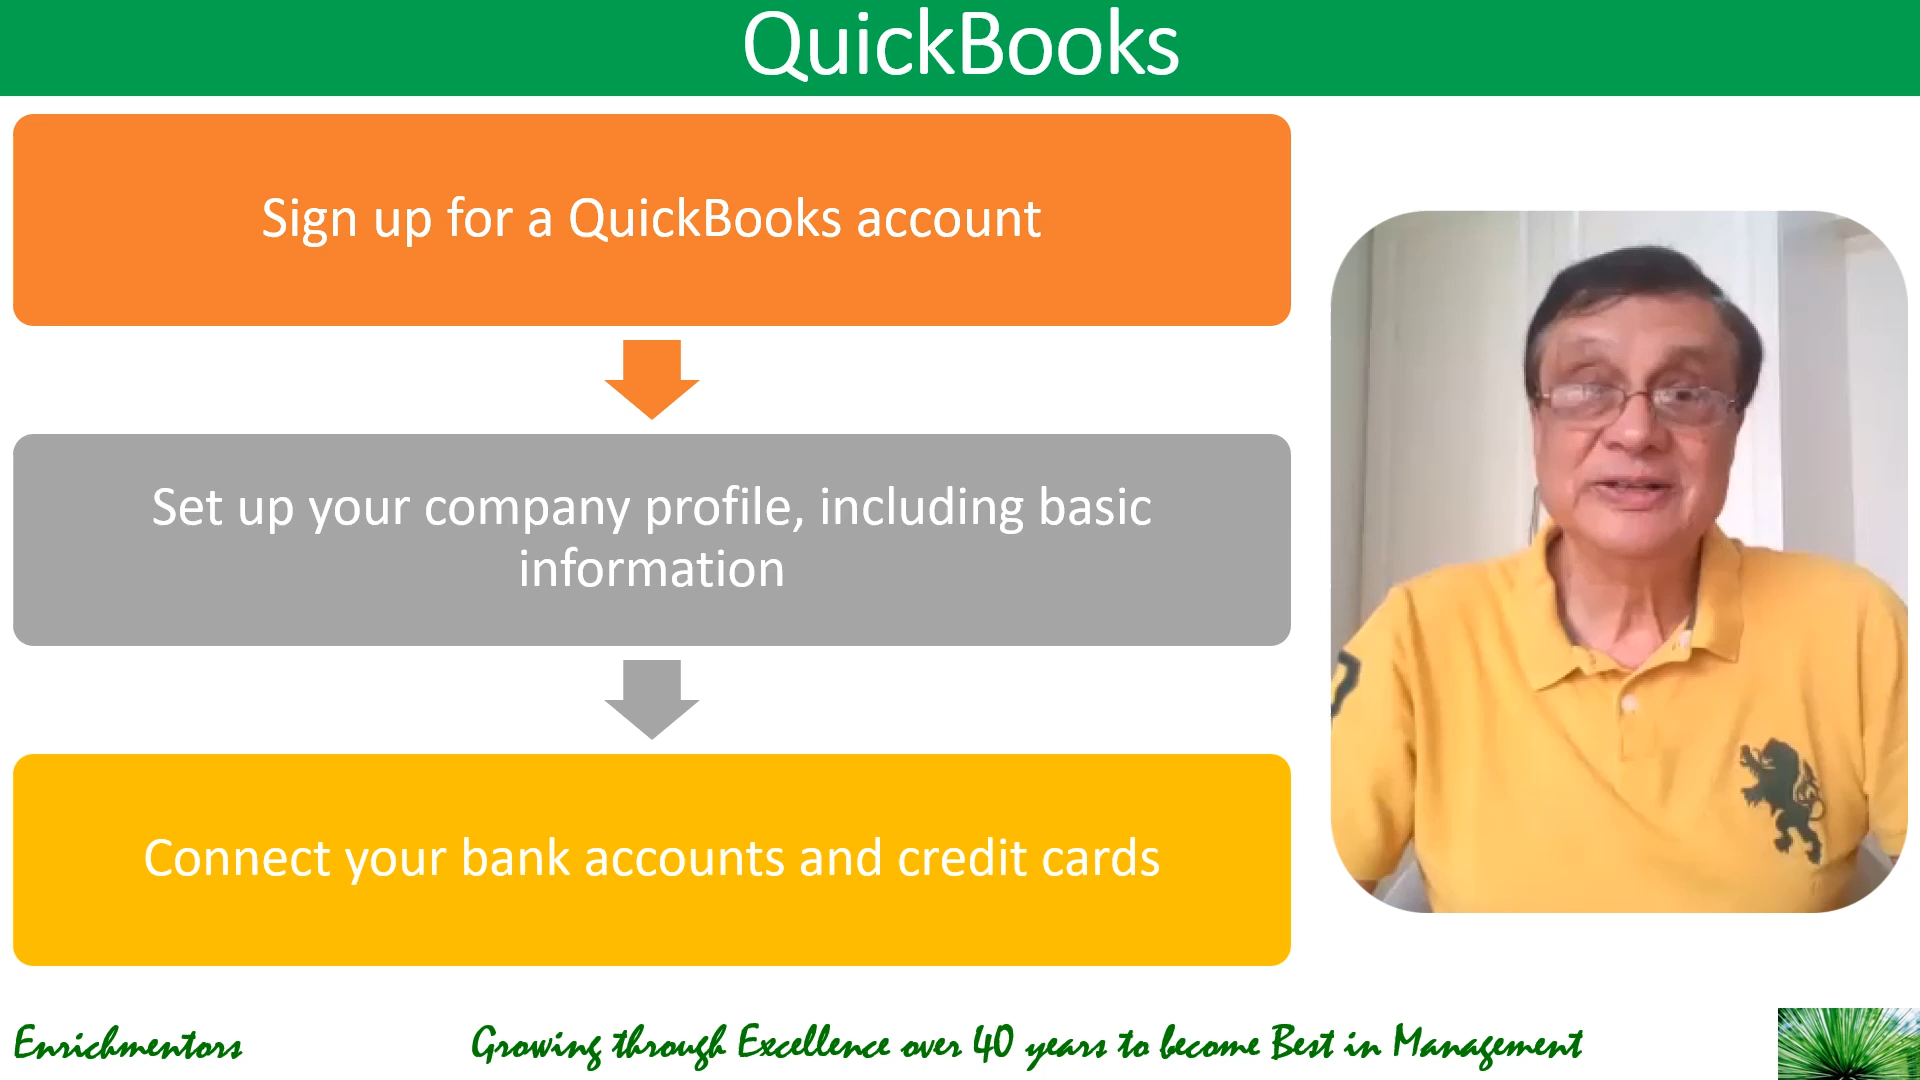 QuickBooks
Sign up for a QuickBooks account
Set up your company profile, including basic
information
Connect your bank accounts and credit cards
Enrichmentors
Growing through Excellence over 40 years to become Best in Management